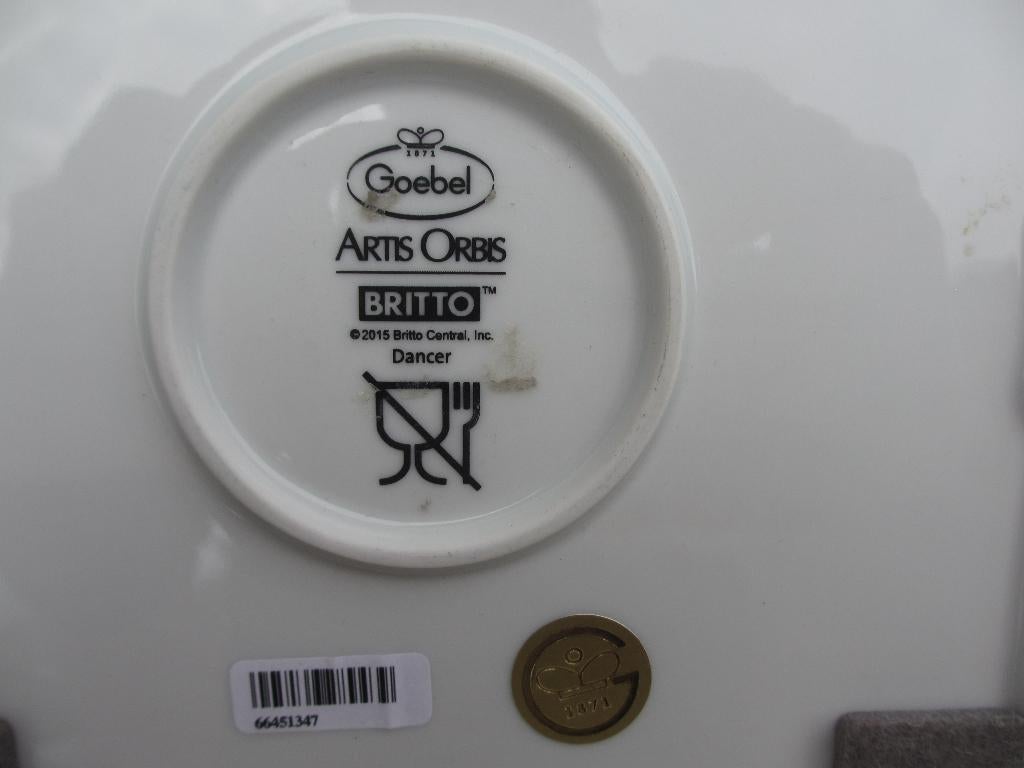 1871
Goebel
ARTIS ORBIS
BRITTO™
©2015 Britto Central, Inc.
Dancer
66451347
1871